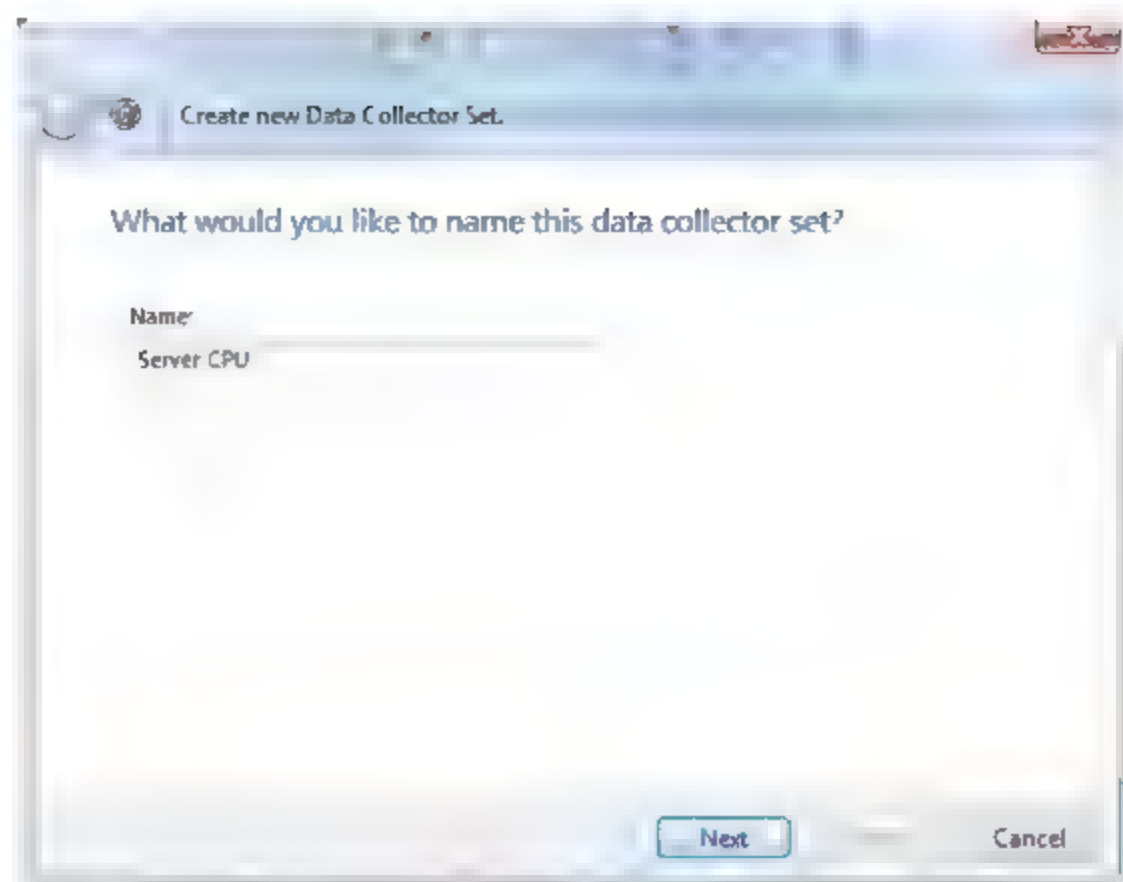 Create new Data Collector Set.
What would you like to name this data collector set?
Name:
Server CPU
Next
Cancel